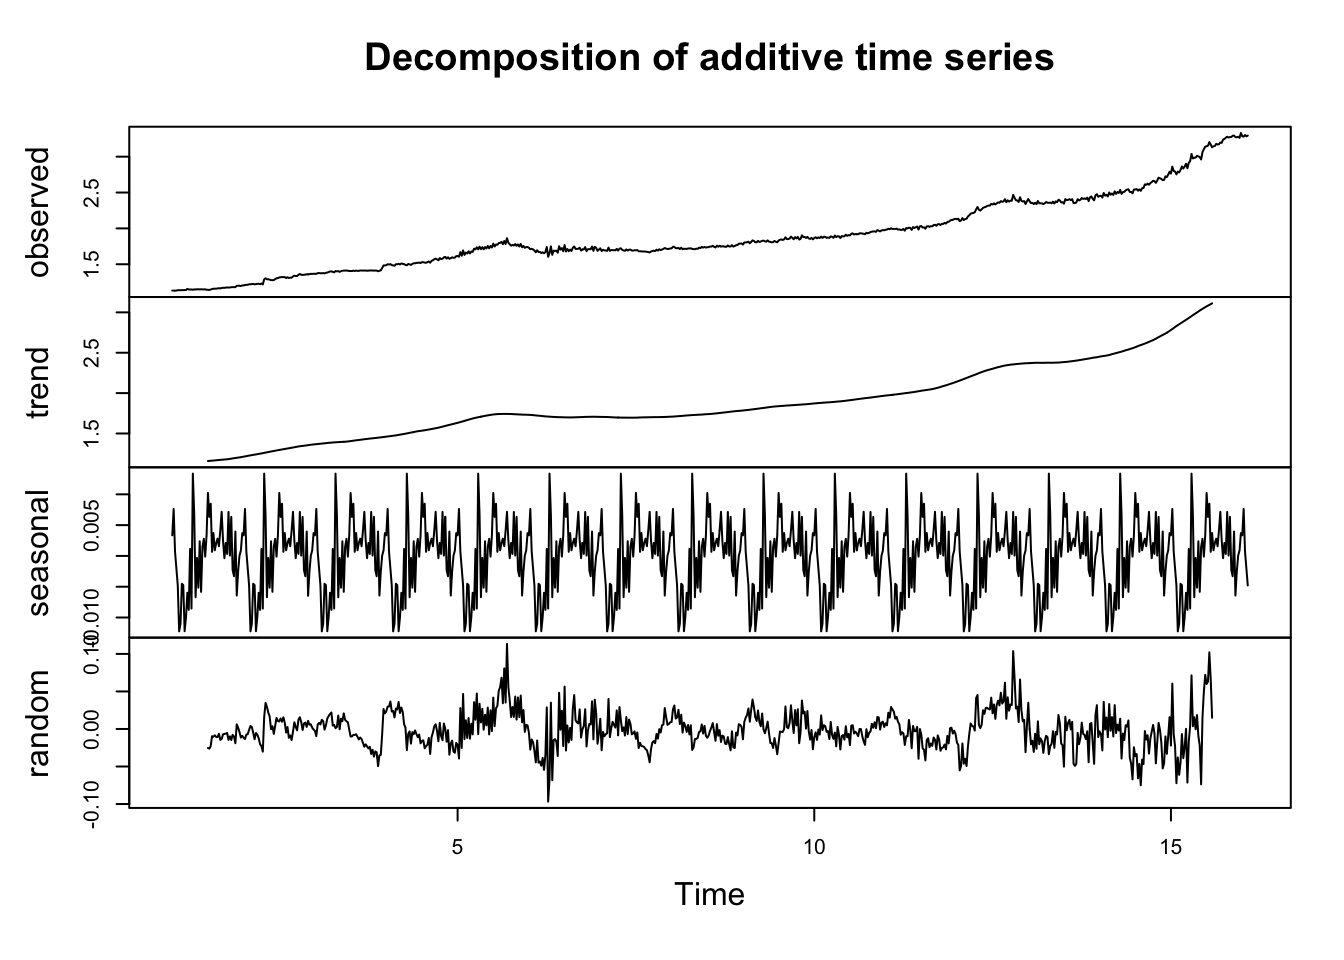 Decomposition of additive time series
observed
1.5
2.5
trend
1.5
2.5
seasonal
-0.010
0.005
random
-0.10
0.00
0.10
5
10
15
Time